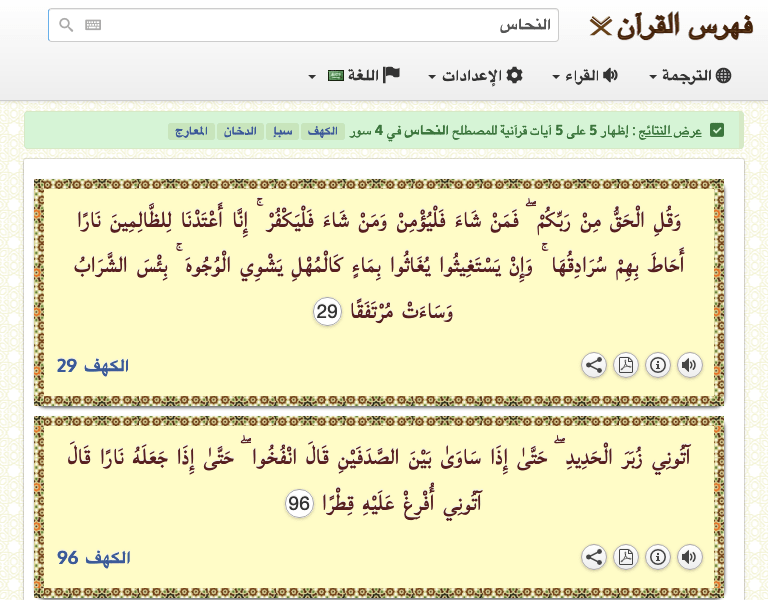 فهرس القرآن
النحاس
الترجمة
القراء
الإعدادات
اللغة
عرض النتائج : إظهار 5 على 5 آيات قرآنية للمصطلح النحاس في 4 سور الكهف سبإ الدخان المعارج
وَقُلِ الْحَقُّ مِنْ رَبِّكُمْ ۖ فَمَنْ شَاءَ فَلْيُؤْمِنْ وَمَنْ شَاءَ فَلْيَكْفُرْ ۚ إِنَّا أَعْتَدْنَا لِلظَّالِمِينَ نَارًا
أَحَاطَ بِهِمْ سُرَادِقُهَا ۚ وَإِنْ يَسْتَغِيثُوا يُغَاثُوا بِمَاءٍ كَالْمُهْلِ يَشْوِي الْوُجُوهَ ۚ بِئْسَ الشَّرَابُ
وَسَاءَتْ مُرْتَفَقًا 29
الكهف 29
آتُونِي زُبَرَ الْحَدِيدِ ۖ حَتَّىٰ إِذَا سَاوَىٰ بَيْنَ الصَّدَفَيْنِ قَالَ انْفُخُوا ۖ حَتَّىٰ إِذَا جَعَلَهُ نَارًا قَالَ
آتُونِي أُفْرِغْ عَلَيْهِ قِطْرًا 96
الكهف 96